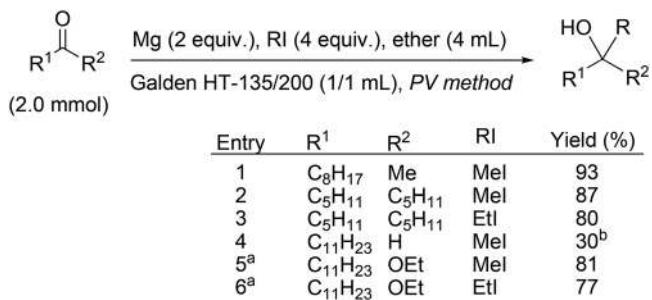 O
R¹ R²
(2.0 mmol)
Mg (2 equiv.), RI (4 equiv.), ether (4 mL)
Galden HT-135/200 (1/1 mL), PV method
HO R
R¹ R²
Entry R¹ R² RI Yield (%)
1 C₈H₁₇ Me MeI 93
2 C₅H₁₁ C₅H₁₁ MeI 87
3 C₅H₁₁ C₅H₁₁ EtI 80
4 C₁₁H₂₃ H MeI 30ᵇ
5ᵃ C₁₁H₂₃ OEt MeI 81
6ᵃ C₁₁H₂₃ OEt EtI 77